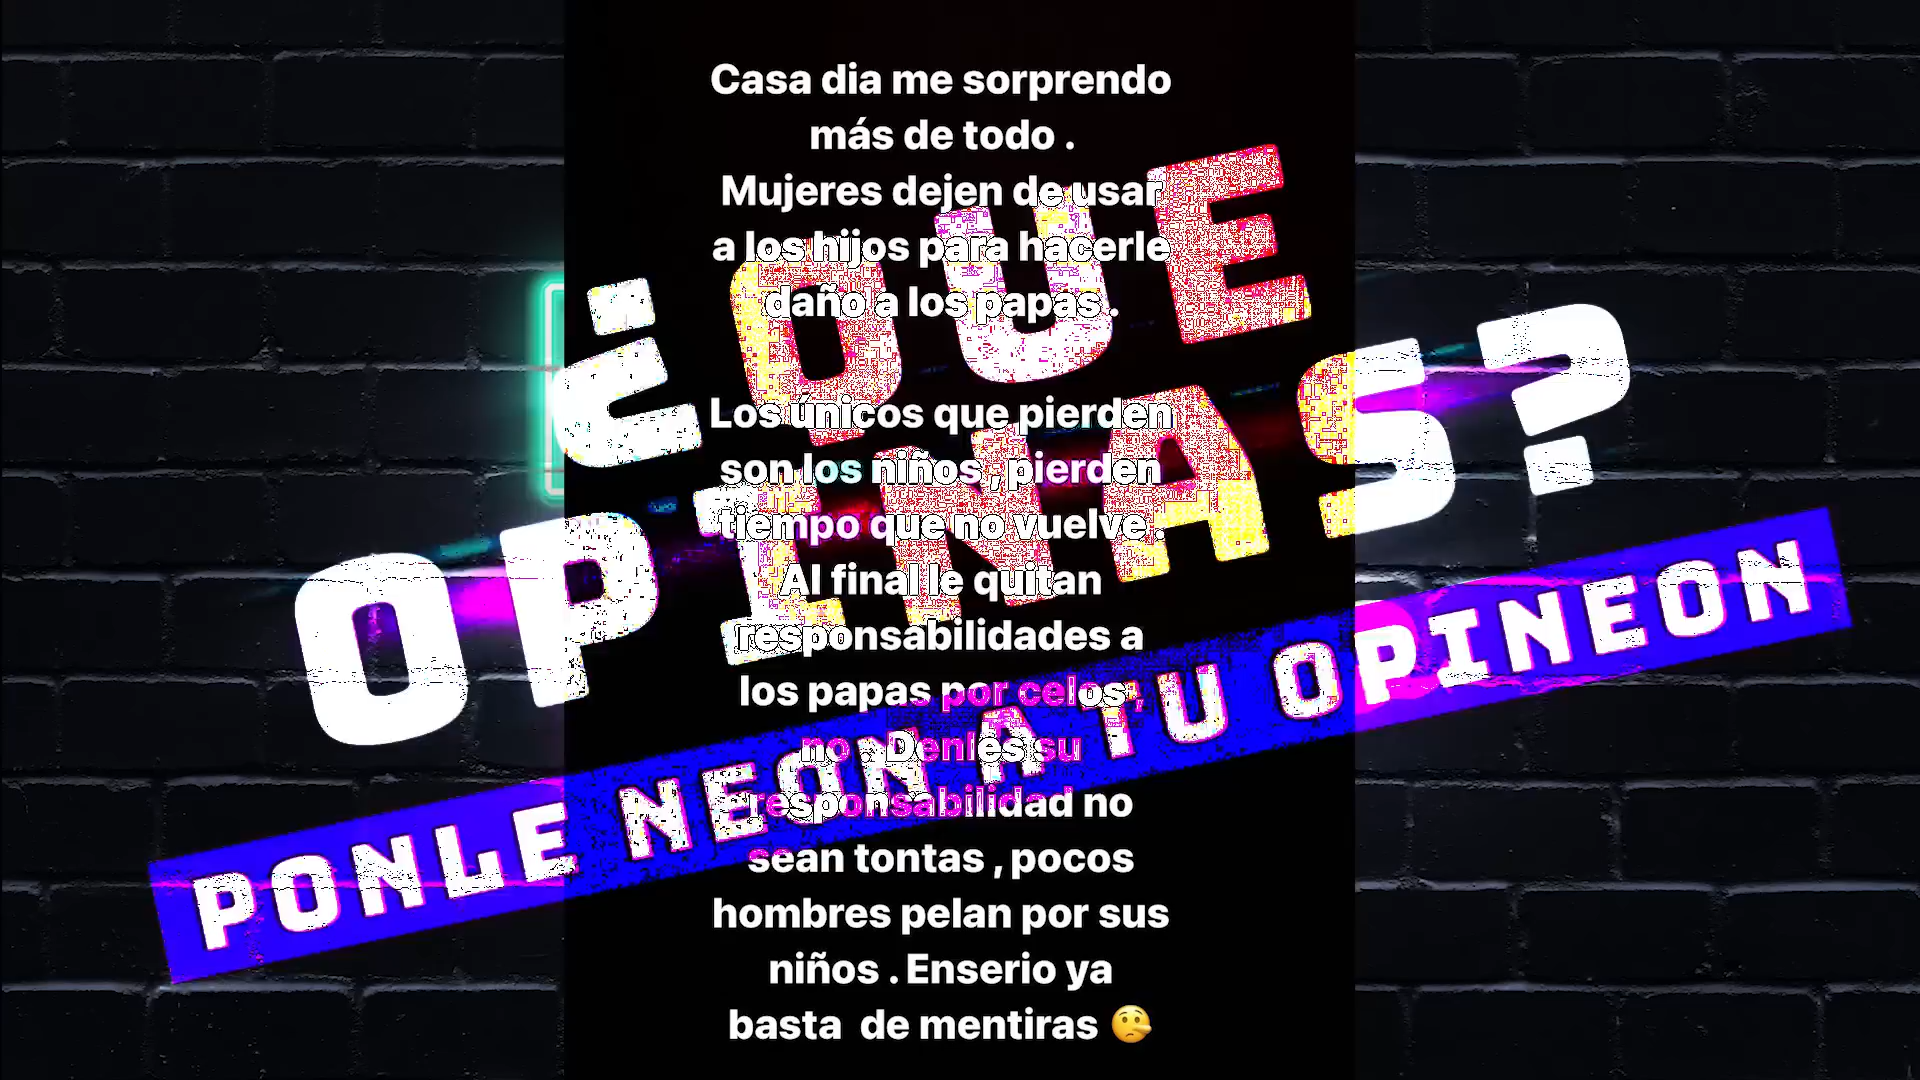 Casa dia me sorprendo
más de todo .
Mujeres dejen de usar
a los hijos para hacerle
daño a los papas .
Los únicos que pierden
son los niños , pierden
tiempo que no vuelve .
Al final le quitan
responsabilidades a
los papas por celos ,
no . Denles su
responsabilidad no
sean tontas , pocos
hombres pelan por sus
niños . Enserio ya
basta de mentiras 🤥
¿QUE
OPINAS?
PONLE NEON A TU OPINEON